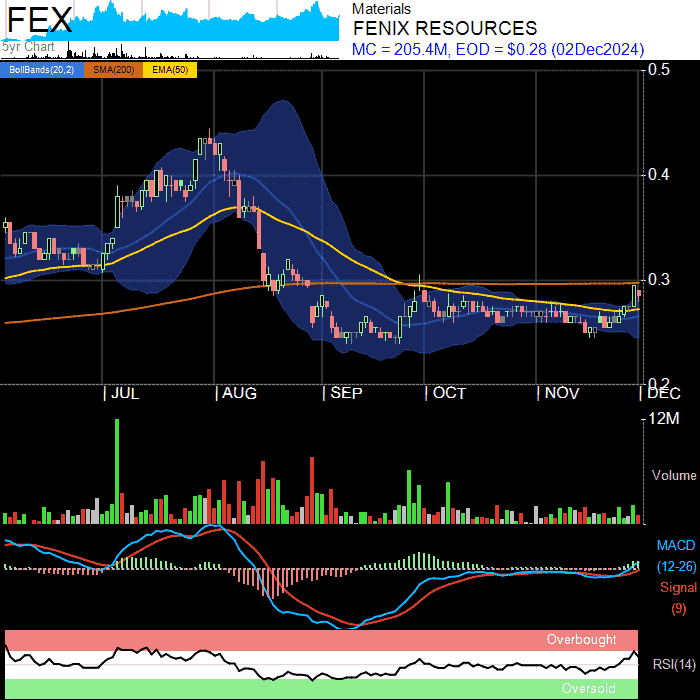 FEX
5yr Chart
Materials
FENIX RESOURCES
MC = 205.4M, EOD = $0.28 (02Dec2024)
BollBands(20,2) SMA(200) EMA(50)
0.5
0.4
0.3
0.2
JUL AUG SEP OCT NOV DEC
12M
Volume
MACD
(12-26)
Signal
(9)
Overbought
RSI(14)
Oversold